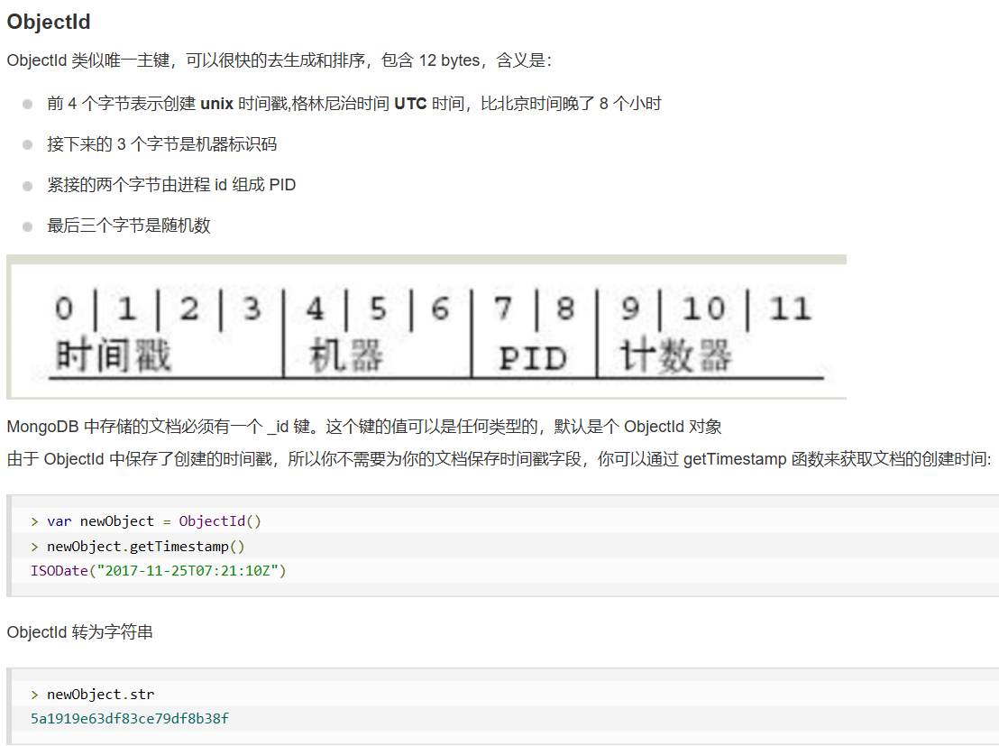 ObjectId
ObjectId 类似唯一主键，可以很快的去生成和排序，包含 12 bytes，含义是：
前 4 个字节表示创建 unix 时间戳,格林尼治时间 UTC 时间，比北京时间晚了 8 个小时
接下来的 3 个字节是机器标识码
紧接的两个字节由进程 id 组成 PID
最后三个字节是随机数
0 | 1 | 2 | 3 | 4 | 5 | 6 | 7 | 8 | 9 | 10 | 11
时间戳 机器 PID 计数器
MongoDB 中存储的文档必须有一个 _id 键。这个键的值可以是任何类型的，默认是个 ObjectId 对象
由于 ObjectId 中保存了创建的时间戳，所以你不需要为你的文档保存时间戳字段，你可以通过 getTimestamp 函数来获取文档的创建时间:
> var newObject = ObjectId()
> newObject.getTimestamp()
ISODate("2017-11-25T07:21:10Z")
ObjectId 转为字符串
> newObject.str
5a1919e63df83ce79df8b38f